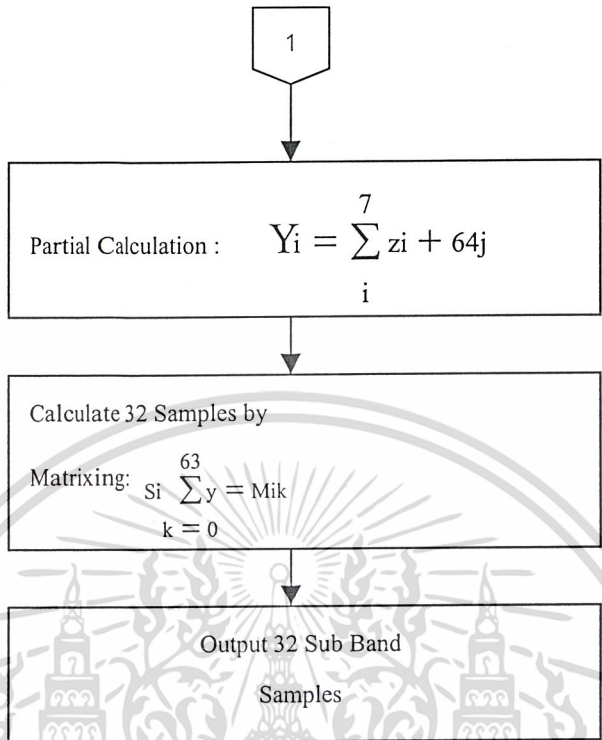 1
7
Partial Calculation : Yi = ∑ zi + 64j
i
Calculate 32 Samples by
63
Matrixing: Si ∑ y = Mik
k = 0
Output 32 Sub Band
Samples